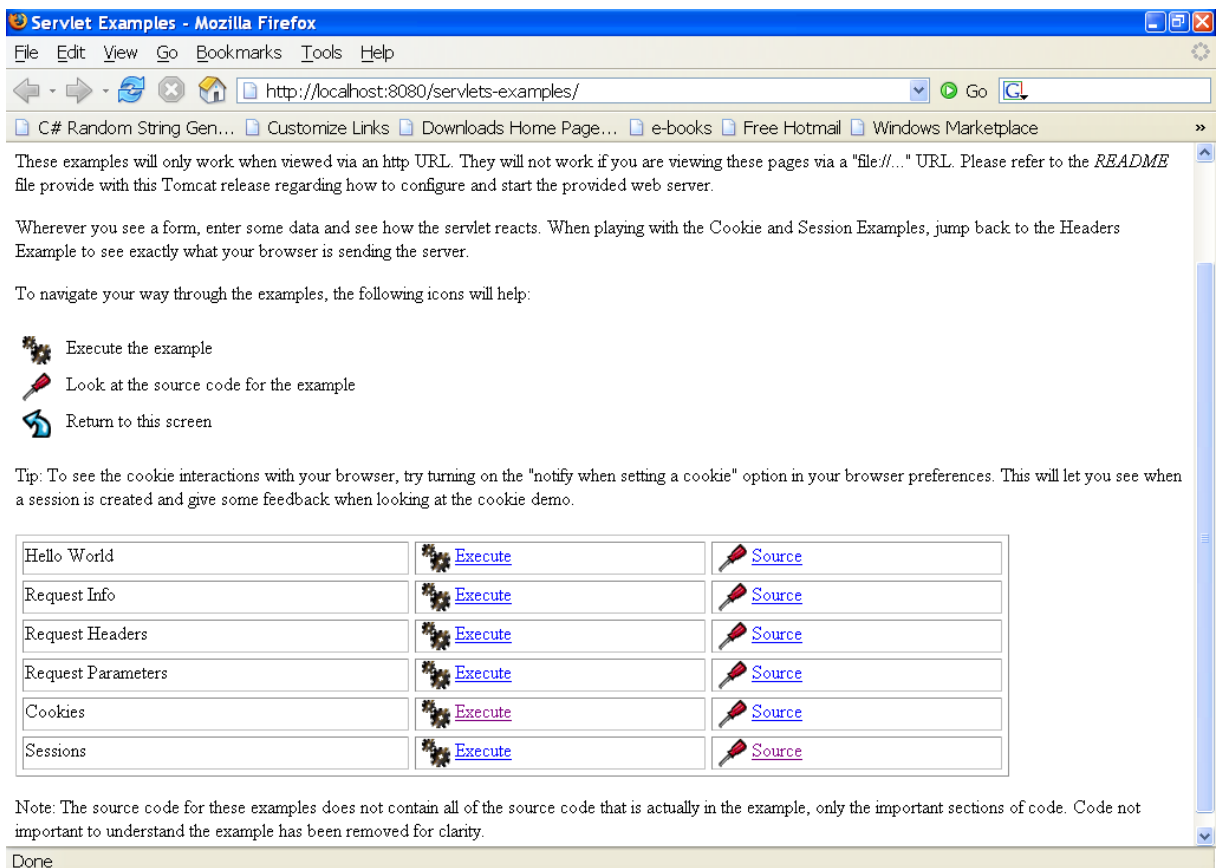 Servlet Examples - Mozilla Firefox
File Edit View Go Bookmarks Tools Help
http://localhost:8080/servlets-examples/ Go G
C# Random String Gen... Customize Links Downloads Home Page... e-books Free Hotmail Windows Marketplace »
These examples will only work when viewed via an http URL. They will not work if you are viewing these pages via a "file://..." URL. Please refer to the README
file provide with this Tomcat release regarding how to configure and start the provided web server.
Wherever you see a form, enter some data and see how the servlet reacts. When playing with the Cookie and Session Examples, jump back to the Headers
Example to see exactly what your browser is sending the server.
To navigate your way through the examples, the following icons will help:
Execute the example
Look at the source code for the example
Return to this screen
Tip: To see the cookie interactions with your browser, try turning on the "notify when setting a cookie" option in your browser preferences. This will let you see when
a session is created and give some feedback when looking at the cookie demo.
Hello World Execute Source
Request Info Execute Source
Request Headers Execute Source
Request Parameters Execute Source
Cookies Execute Source
Sessions Execute Source
Note: The source code for these examples does not contain all of the source code that is actually in the example, only the important sections of code. Code not
important to understand the example has been removed for clarity.
Done